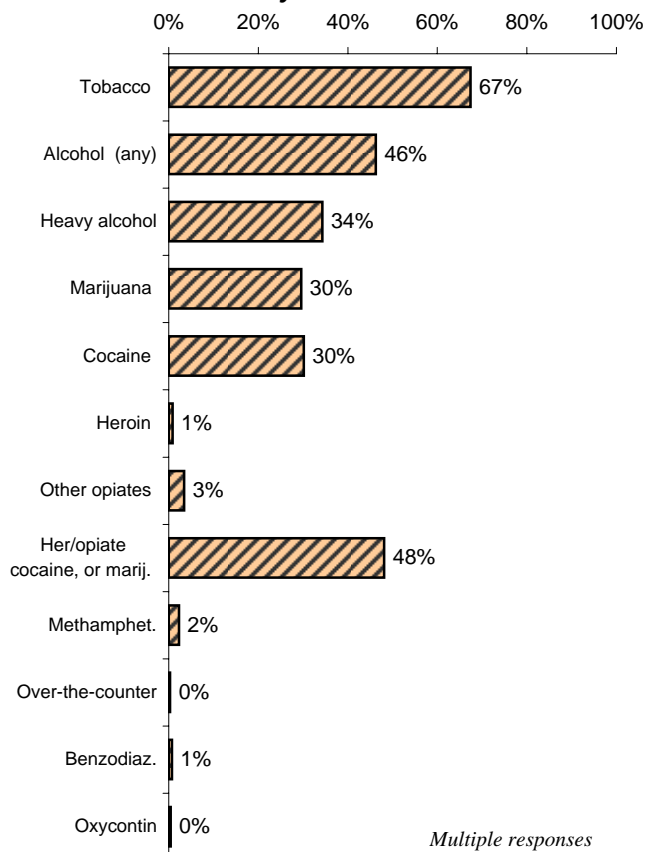 0% 20% 40% 60% 80% 100%
Tobacco 67%
Alcohol (any) 46%
Heavy alcohol 34%
Marijuana 30%
Cocaine 30%
Heroin 1%
Other opiates 3%
Her/opiate
cocaine, or marij. 48%
Methamphet. 2%
Over-the-counter 0%
Benzodiaz. 1%
Oxycontin 0%
Multiple responses